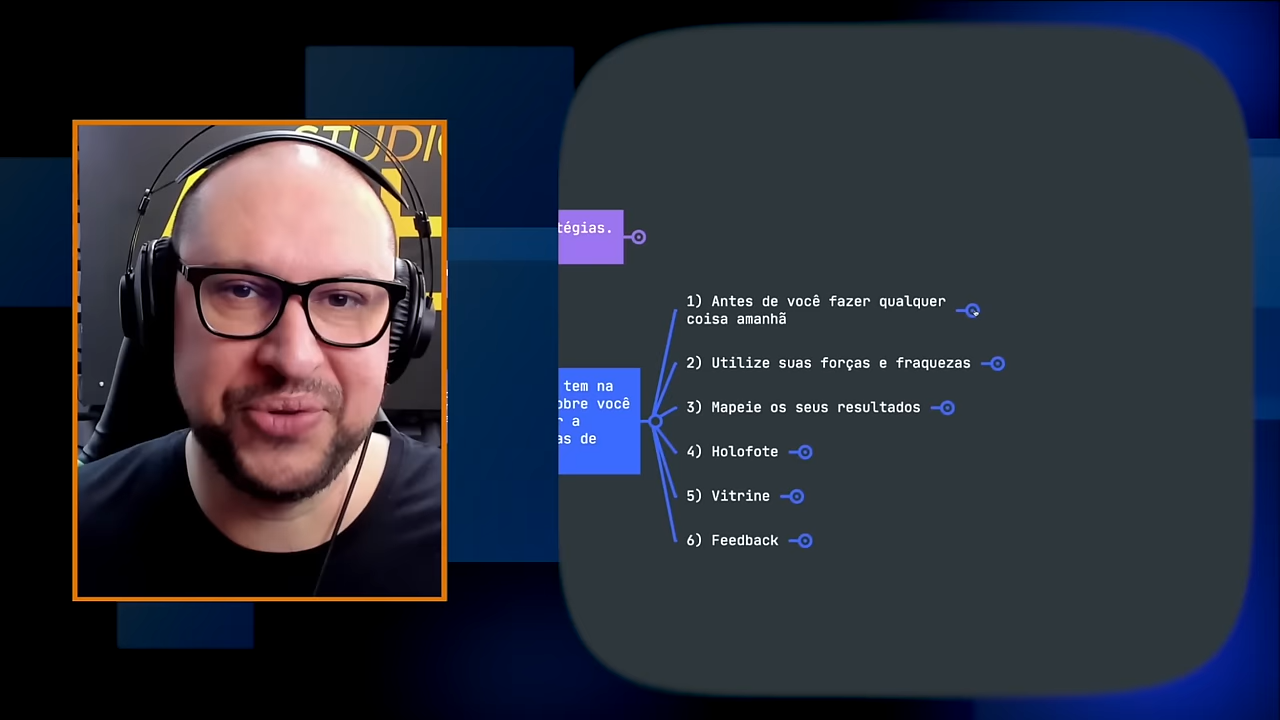 STUDIO
tégias.
1) Antes de você fazer qualquer
coisa amanhã
2) Utilize suas forças e fraquezas
tem na
obre você
r a
as de
3) Mapeie os seus resultados
4) Holofote
5) Vitrine
6) Feedback